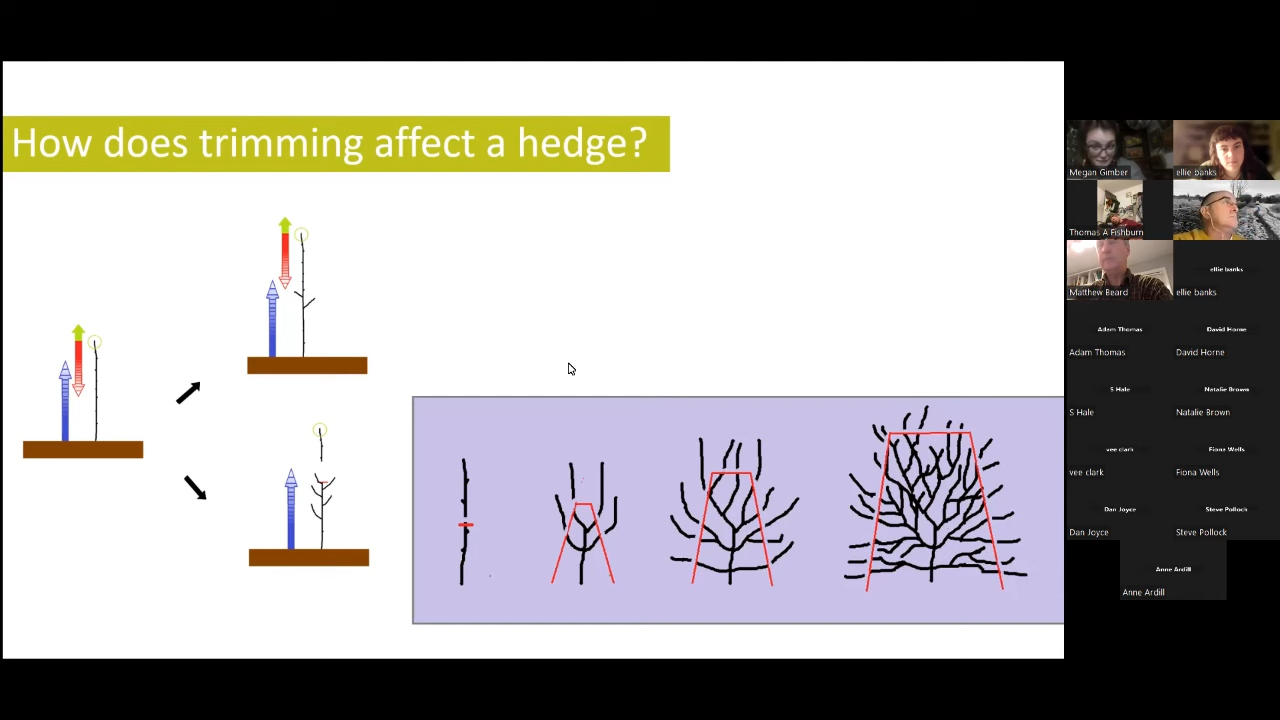 How does trimming affect a hedge?
Megan Gimber
ellie banks
Thomas A Fishburn
Matthew Beard
ellie banks
ellie banks
Adam Thomas
David Horne
Adam Thomas
David Horne
S Hale
Natalie Brown
S Hale
Natalie Brown
vee clark
Fiona Wells
vee clark
Fiona Wells
Dan Joyce
Steve Pollock
Dan Joyce
Steve Pollock
Anne Ardill
Anne Ardill